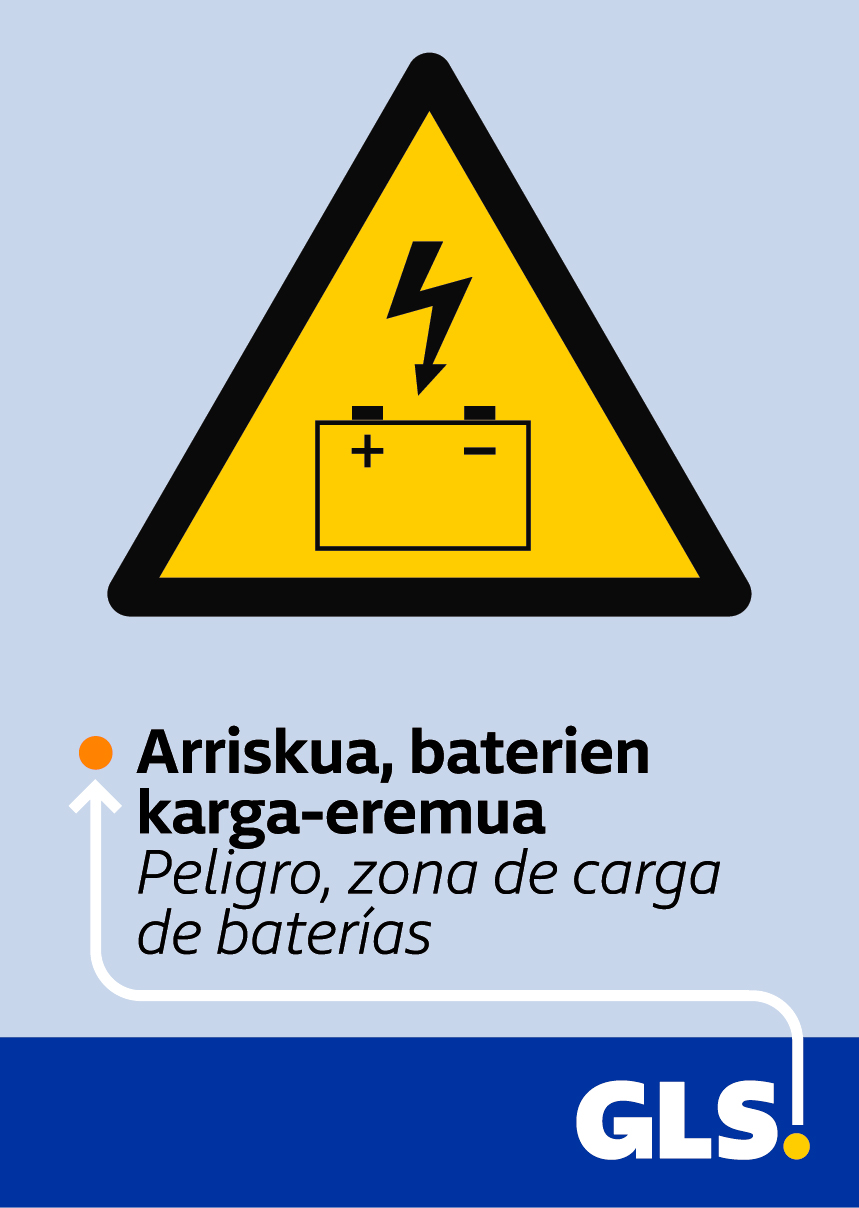 + −
Arriskua, baterien
karga-eremua
Peligro, zona de carga
de baterías
GLS.